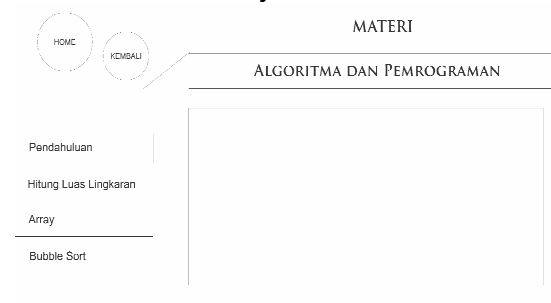 MATERI
HOME
KEMBALI
ALGORITMA DAN PEMROGRAMAN
Pendahuluan
Hitung Luas Lingkaran
Array
Bubble Sort